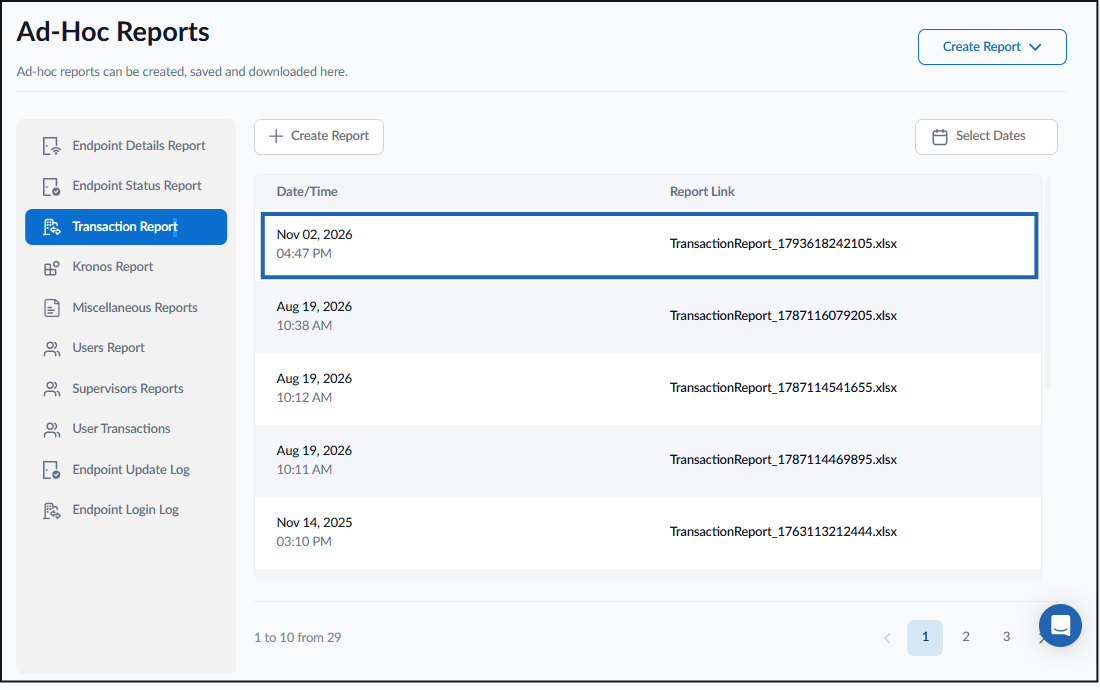 Ad-Hoc Reports
Create Report
Ad-hoc reports can be created, saved and downloaded here.
Endpoint Details Report
Endpoint Status Report
Transaction Report
Kronos Report
Miscellaneous Reports
Users Report
Supervisors Reports
User Transactions
Endpoint Update Log
Endpoint Login Log
Create Report
Select Dates
Date/Time Report Link
Nov 02, 2026
04:47 PM
TransactionReport_1793618242105.xlsx
Aug 19, 2026
10:38 AM
TransactionReport_1787116079205.xlsx
Aug 19, 2026
10:12 AM
TransactionReport_1787114541655.xlsx
Aug 19, 2026
10:11 AM
TransactionReport_1787114469895.xlsx
Nov 14, 2025
03:10 PM
TransactionReport_1763113212444.xlsx
1 to 10 from 29
1 2 3